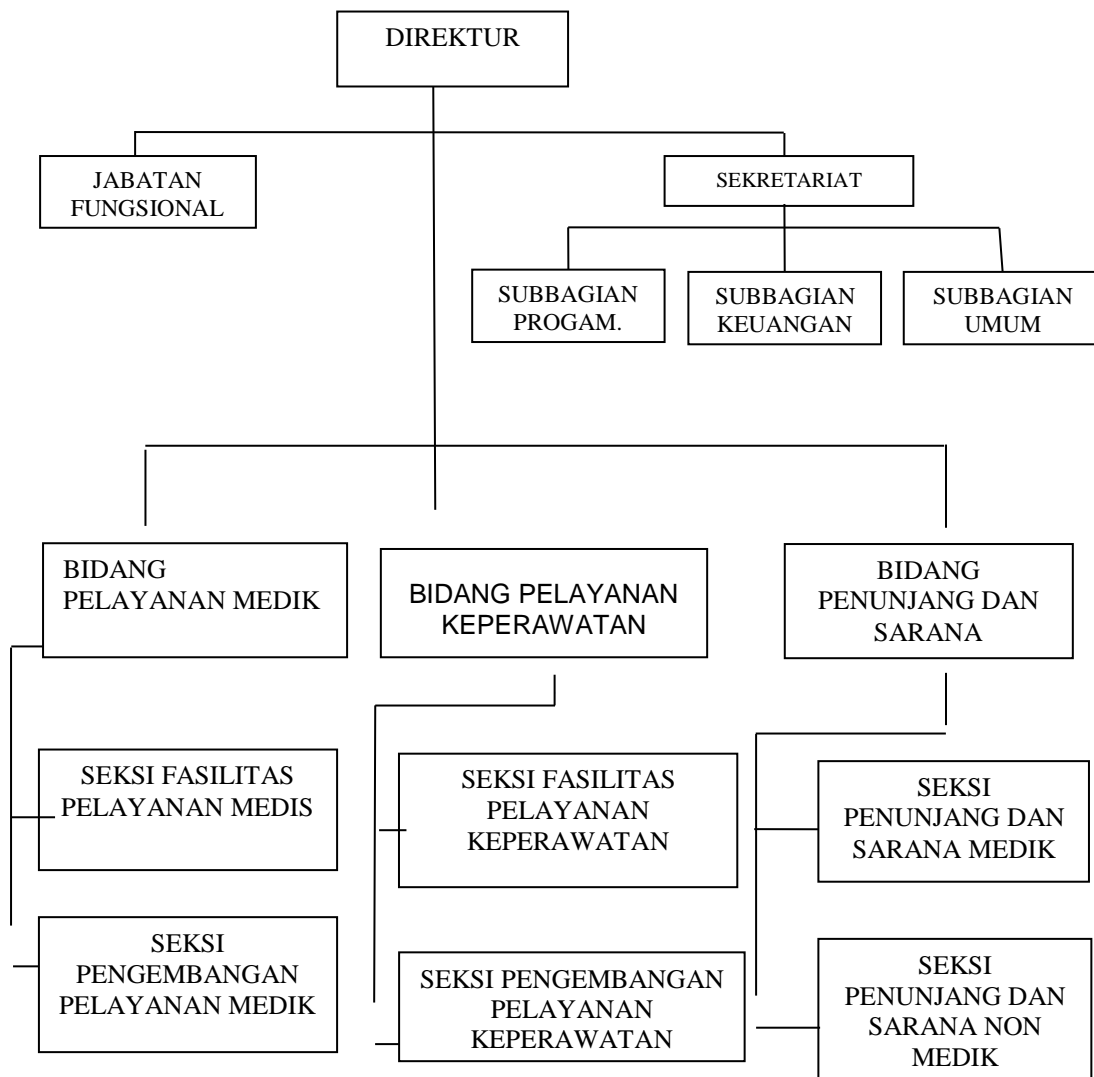 DIREKTUR
JABATAN
FUNGSIONAL
SEKRETARIAT
SUBBAGIAN
PROGAM.
SUBBAGIAN
KEUANGAN
SUBBAGIAN
UMUM
BIDANG
PELAYANAN MEDIK
BIDANG PELAYANAN
KEPERAWATAN
BIDANG
PENUNJANG DAN
SARANA
SEKSI FASILITAS
PELAYANAN MEDIS
SEKSI FASILITAS
PELAYANAN
KEPERAWATAN
SEKSI
PENUNJANG DAN
SARANA MEDIK
SEKSI
PENGEMBANGAN
PELAYANAN MEDIK
SEKSI PENGEMBANGAN
PELAYANAN
KEPERAWATAN
SEKSI
PENUNJANG DAN
SARANA NON
MEDIK